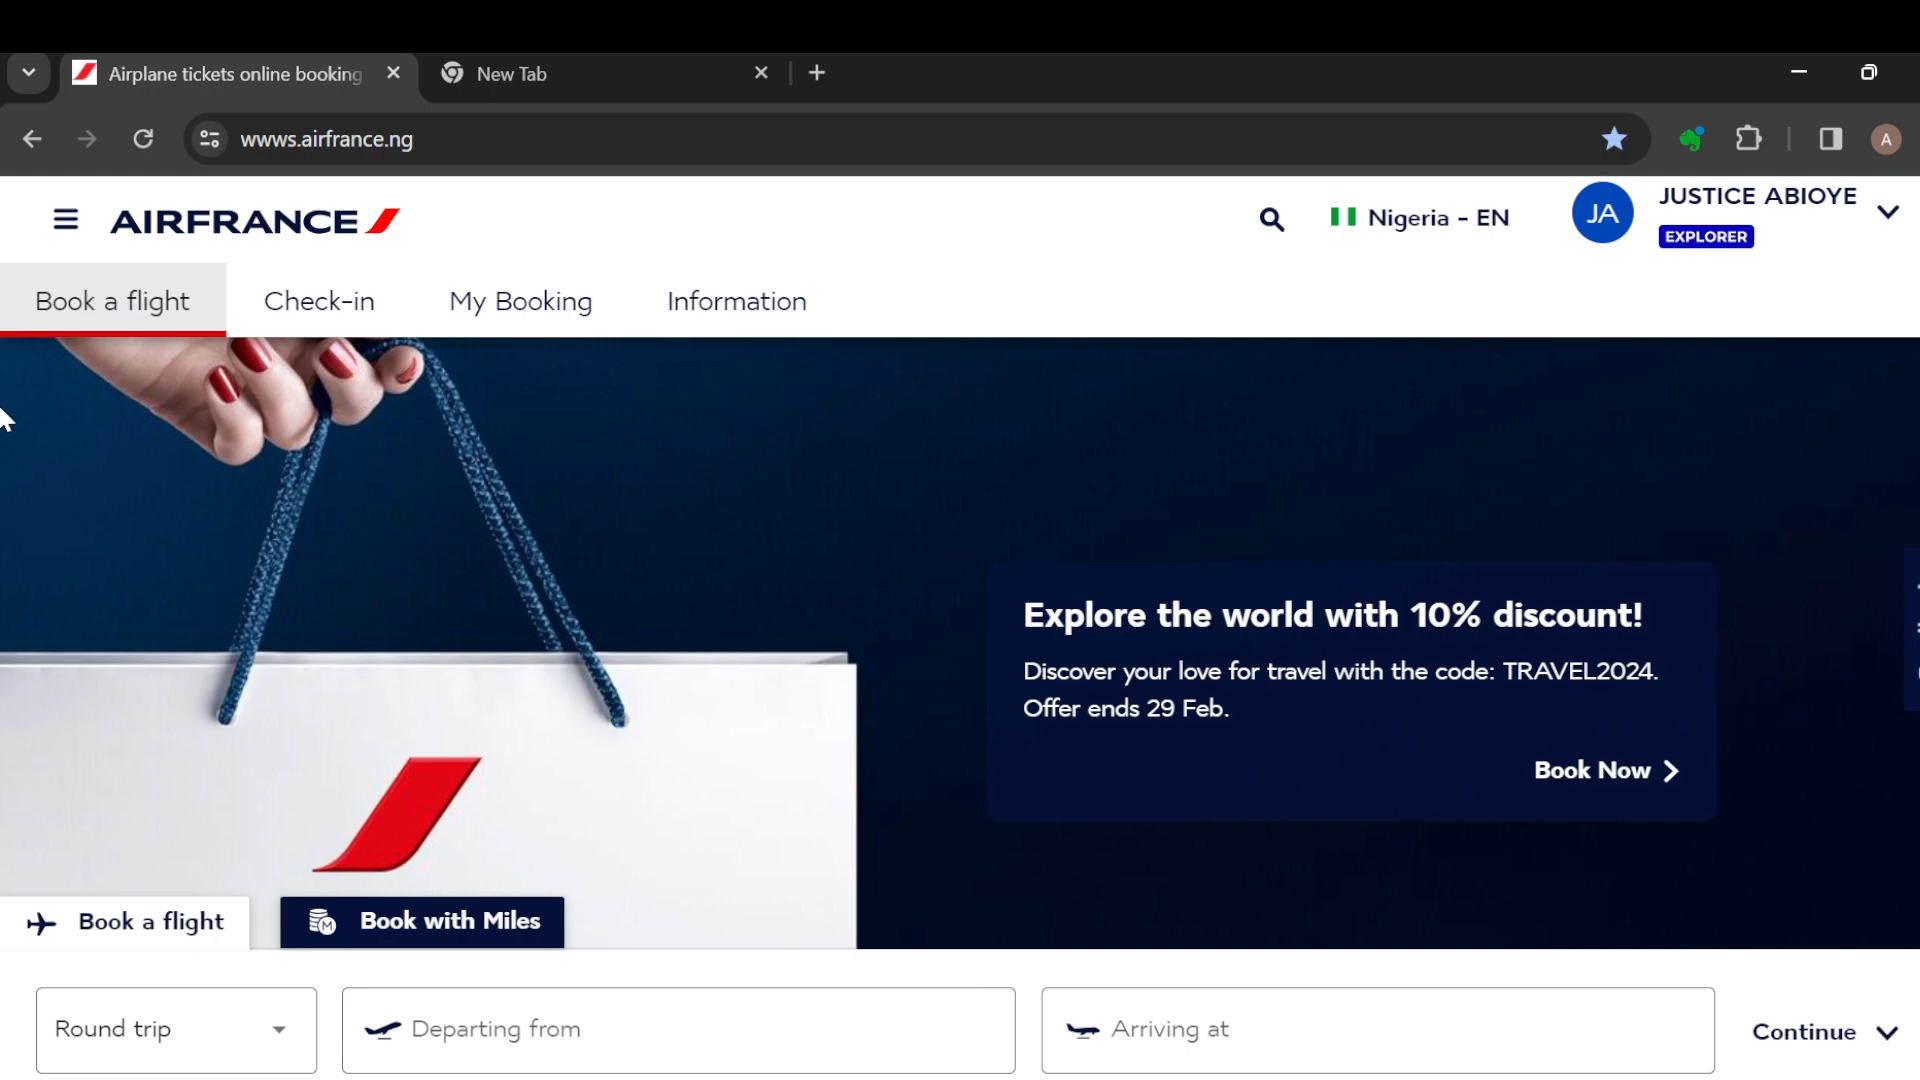 Airplane tickets online booking
New Tab
wwws.airfrance.ng
A
AIRFRANCE
Nigeria - EN
JA
JUSTICE ABIOYE
EXPLORER
Book a flight
Check-in
My Booking
Information
Explore the world with 10% discount!
Discover your love for travel with the code: TRAVEL2024.
Offer ends 29 Feb.
Book Now
Book a flight
M
Book with Miles
Round trip
Departing from
Arriving at
Continue